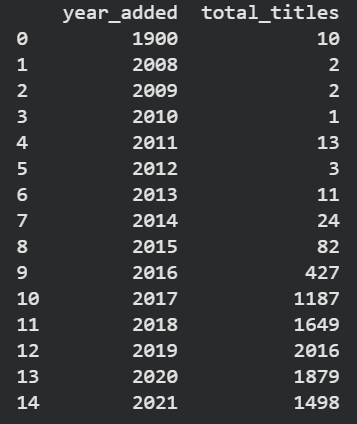 year_added total_titles
0 1900 10
1 2008 2
2 2009 2
3 2010 1
4 2011 13
5 2012 3
6 2013 11
7 2014 24
8 2015 82
9 2016 427
10 2017 1187
11 2018 1649
12 2019 2016
13 2020 1879
14 2021 1498